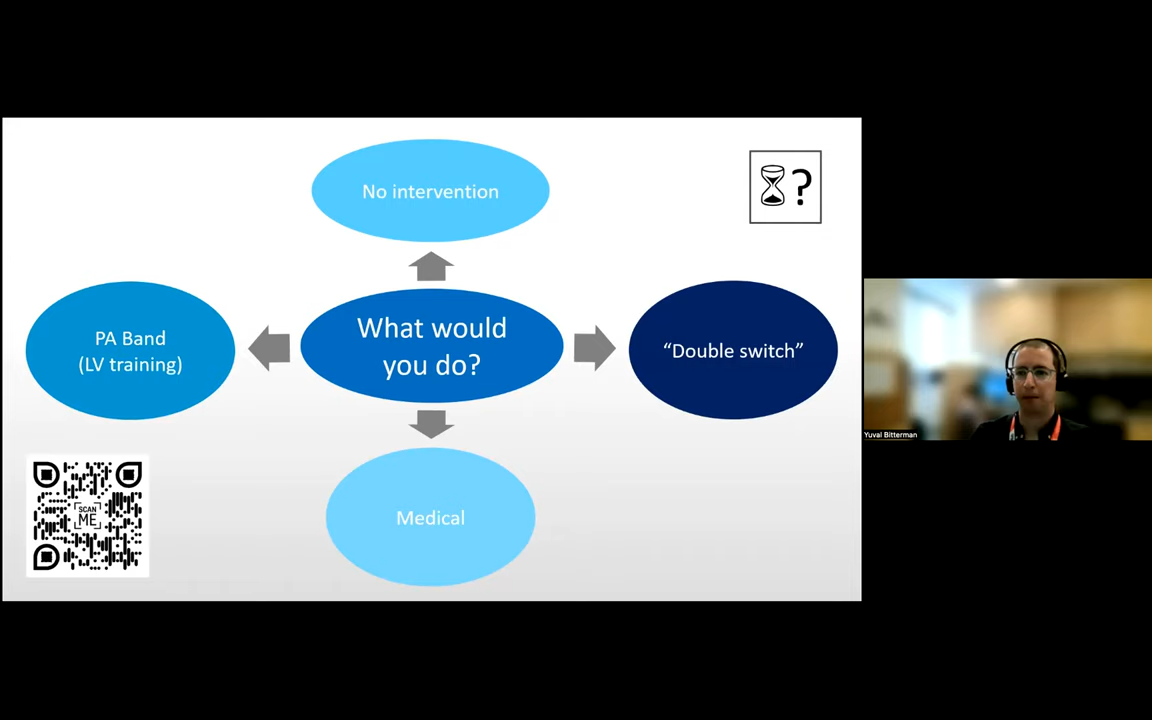 No intervention
?
PA Band
(LV training)
What would
you do?
“Double switch”
Medical
SCAN
ME
Yuval Bitterman